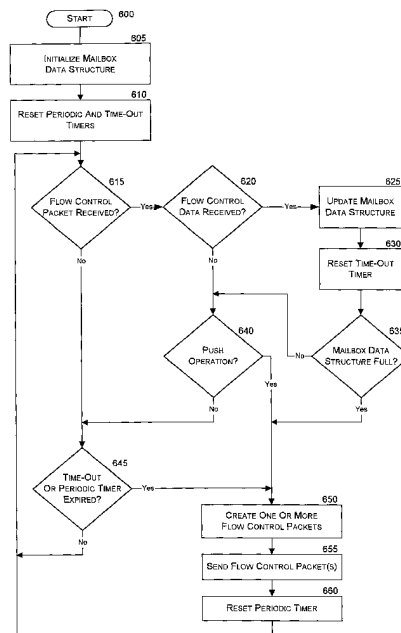 START
600
605
INITIALIZE MAILBOX
DATA STRUCTURE
610
RESET PERIODIC AND TIME-OUT
TIMERS
615
FLOW CONTROL
PACKET RECEIVED?
Yes
No
620
FLOW CONTROL
DATA RECEIVED?
Yes
No
625
UPDATE MAILBOX
DATA STRUCTURE
630
RESET TIME-OUT
TIMER
635
MAILBOX DATA
STRUCTURE FULL?
No
Yes
640
PUSH
OPERATION?
Yes
No
645
TIME-OUT
OR PERIODIC TIMER
EXPIRED?
Yes
No
650
CREATE ONE OR MORE
FLOW CONTROL PACKETS
655
SEND FLOW CONTROL PACKET(S)
660
RESET PERIODIC TIMER